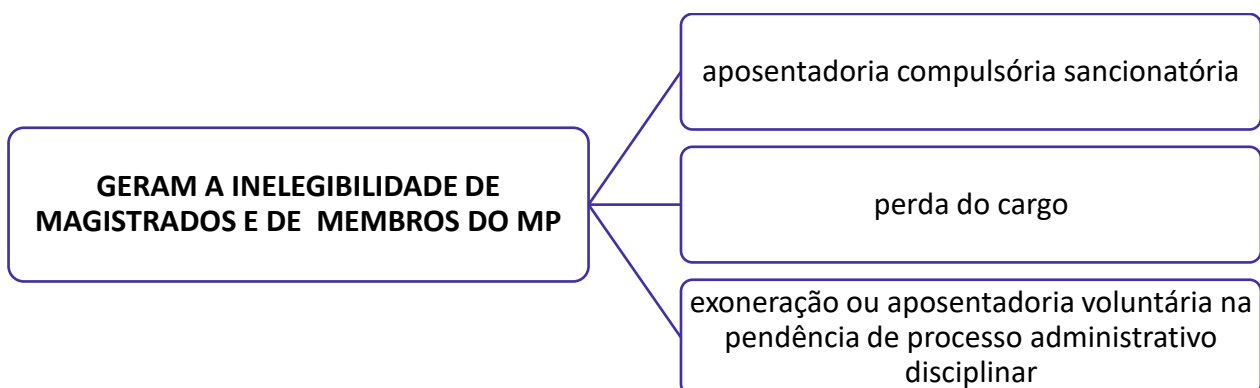 GERAM A INELEGIBILIDADE DE
MAGISTRADOS E DE MEMBROS DO MP
aposentadoria compulsória sancionatória
perda do cargo
exoneração ou aposentadoria voluntária na
pendência de processo administrativo
disciplinar